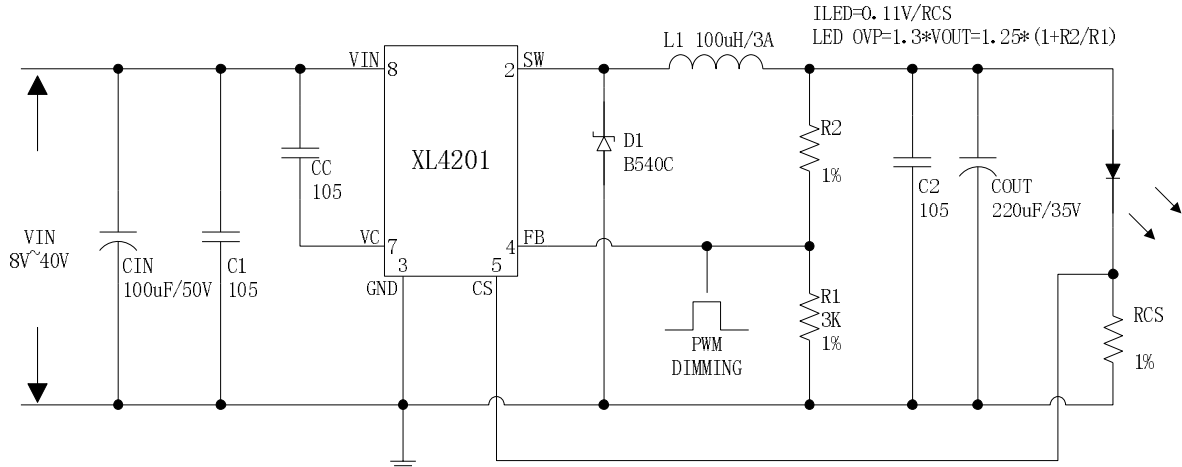 ILED=0.11V/RCS
LED OVP=1.3*VOUT=1.25*(1+R2/R1)
L1 100uH/3A
VIN
8
2
SW
XL4201
D1
B540C
R2
1%
CC
105
C2
105
COUT
220uF/35V
VC
7
4
FB
VIN
8V~40V
CIN
100uF/50V
C1
105
3
GND
5
CS
R1
3K
1%
PWM
DIMMING
RCS
1%